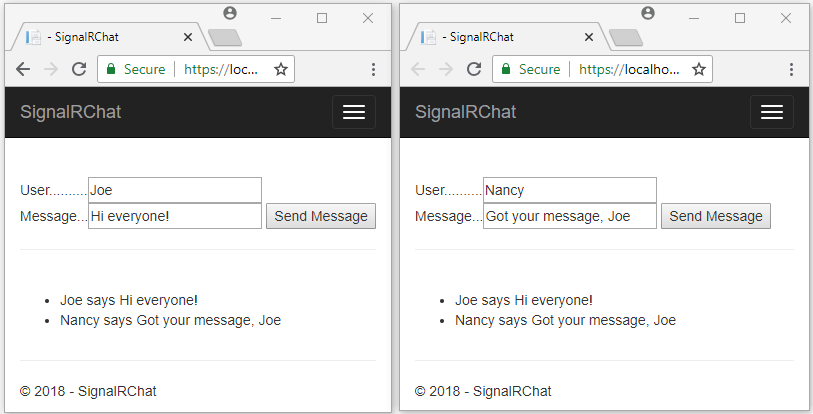 - SignalRChat
Secure https://loc...
SignalRChat
User..........Joe
Message...Hi everyone! Send Message
Joe says Hi everyone!
Nancy says Got your message, Joe
© 2018 - SignalRChat
- SignalRChat
Secure https://localho...
SignalRChat
User..........Nancy
Message...Got your message, Joe Send Message
Joe says Hi everyone!
Nancy says Got your message, Joe
© 2018 - SignalRChat